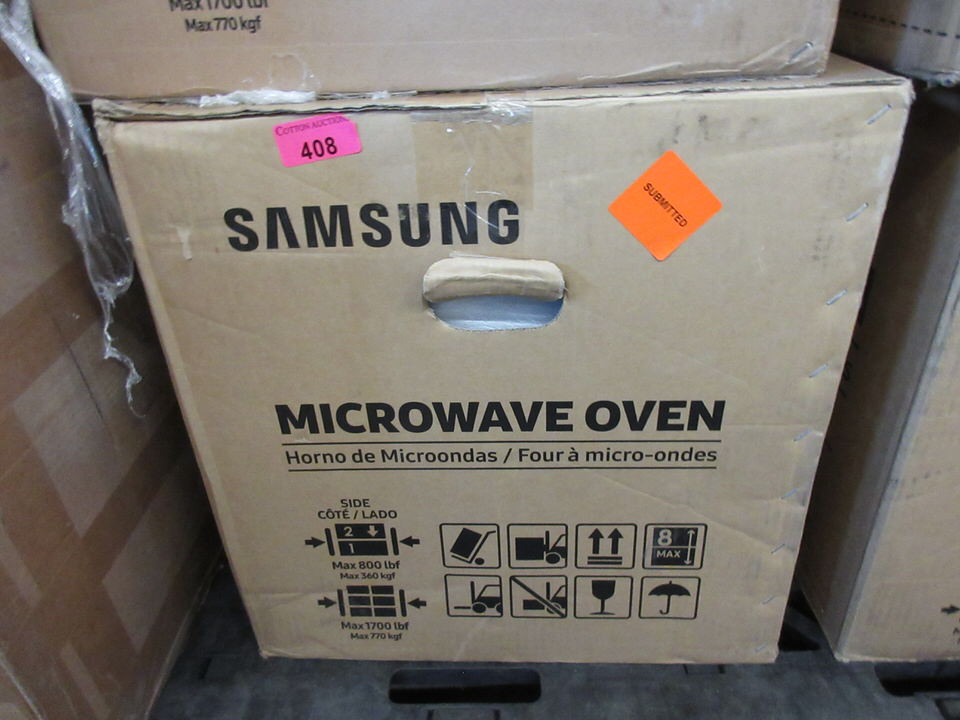 Max 1700 lbf
Max 770 kgf
COTTON AUCTION
408
SUBMITTED
SAMSUNG
MICROWAVE OVEN
Horno de Microondas / Four à micro-ondes
SIDE
CÔTÉ / LADO
2
1
Max 800 lbf
Max 360 kgf
8
MAX
Max 1700 lbf
Max 770 kgf